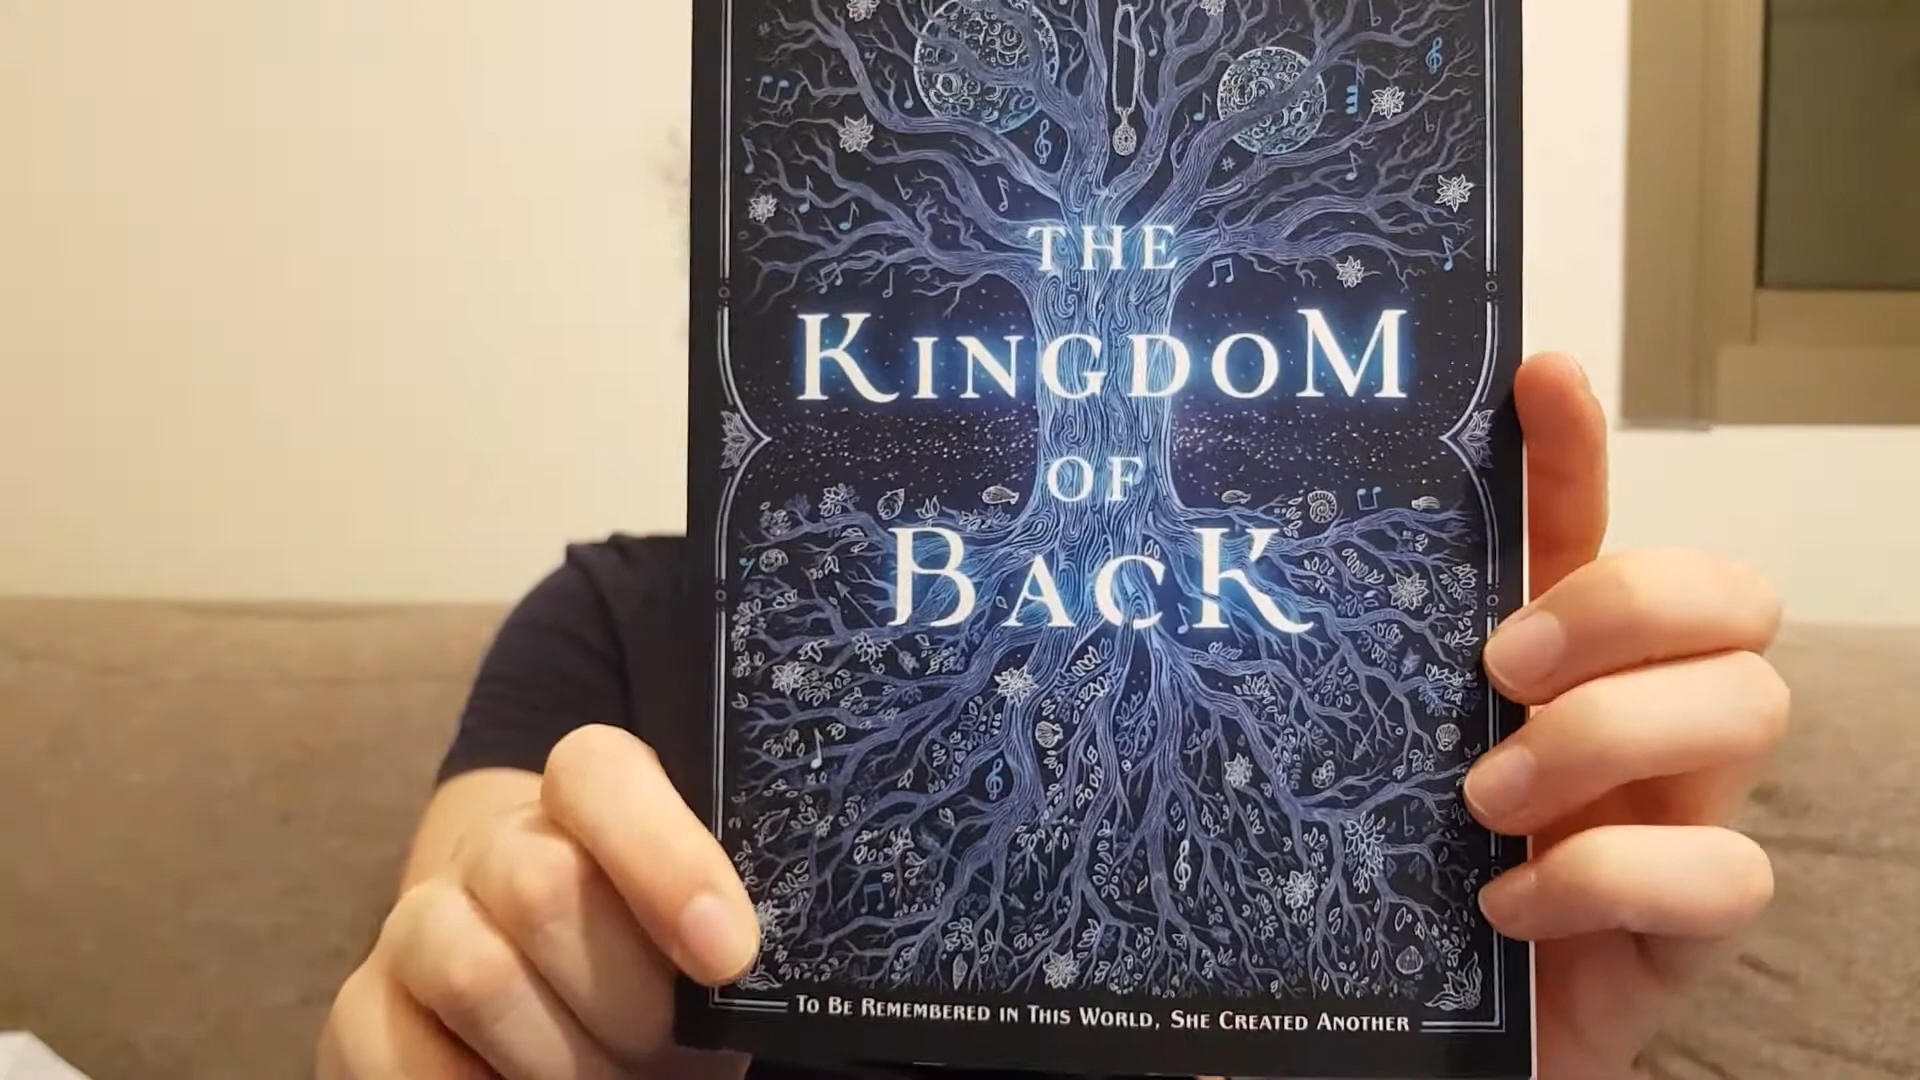 THE
KINGDOM
OF
BACK
TO BE REMEMBERED IN THIS WORLD, SHE CREATED ANOTHER